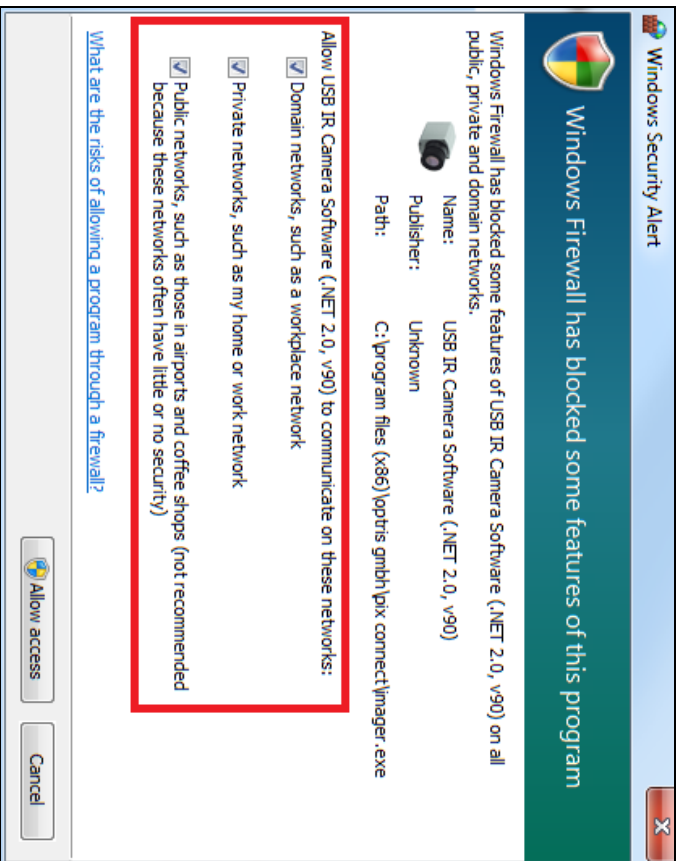 Windows Security Alert
Windows Firewall has blocked some features of this program
Windows Firewall has blocked some features of USB IR Camera Software (.NET 2.0, v90) on all
public, private and domain networks.
Name: USB IR Camera Software (.NET 2.0, v90)
Publisher: Unknown
Path: C:\program files (x86)\optris gmbh\pix connect\imager.exe
Allow USB IR Camera Software (.NET 2.0, v90) to communicate on these networks:
Domain networks, such as a workplace network
Private networks, such as my home or work network
Public networks, such as those in airports and coffee shops (not recommended
because these networks often have little or no security)
What are the risks of allowing a program through a firewall?
Allow access
Cancel